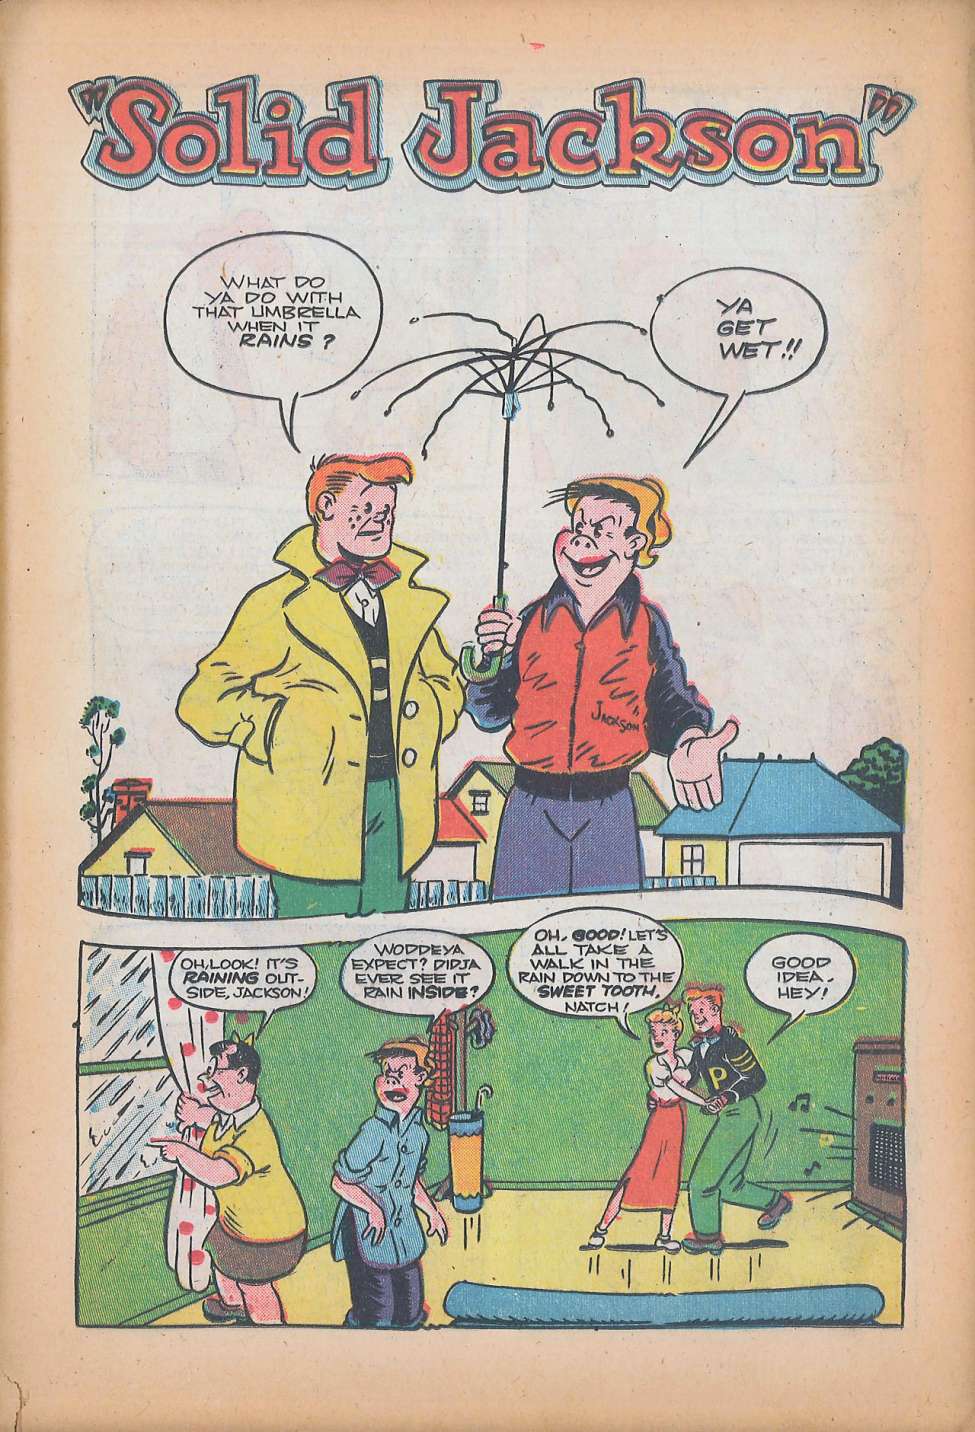 "Solid Jackson"
WHAT DO
YA DO WITH
THAT UMBRELLA
WHEN IT
RAINS?
YA
GET
WET!!
JACKSON
OH, LOOK! IT'S
RAINING OUT-
SIDE, JACKSON!
WODDEYA
EXPECT? DIDJA
EVER SEE IT
RAIN INSIDE?
OH, GOOD! LET'S
ALL TAKE A
WALK IN THE
RAIN DOWN TO THE
SWEET TOOTH,
NATCH!
GOOD
IDEA,
HEY!
P